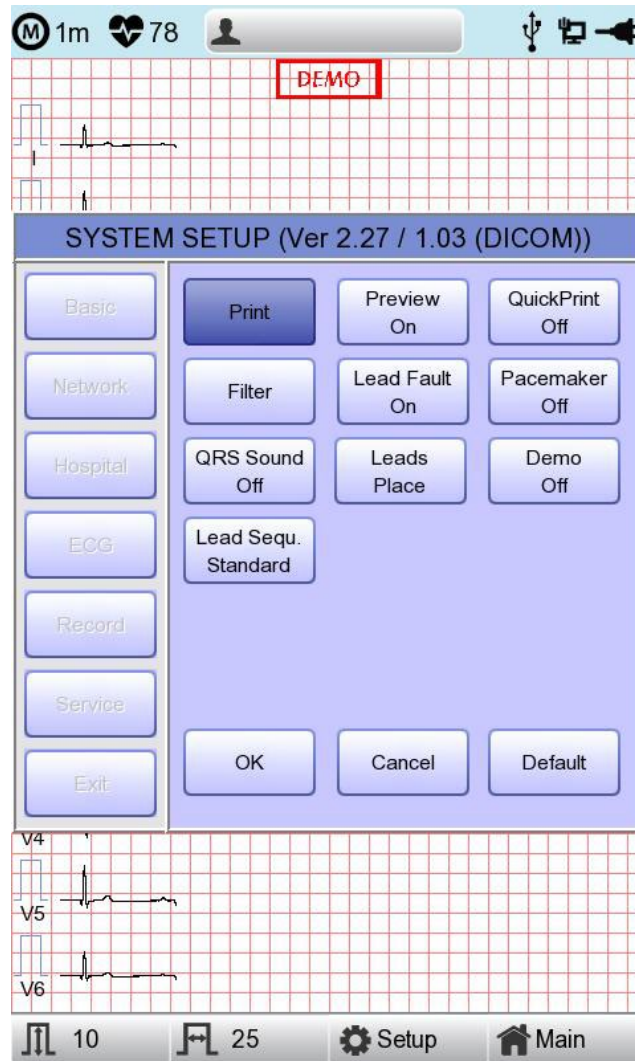 M 1m 78
DEMO
I
SYSTEM SETUP (Ver 2.27 / 1.03 (DICOM))
Basic
Network
Hospital
ECG
Record
Service
Exit
Print
Preview
On
QuickPrint
Off
Filter
Lead Fault
On
Pacemaker
Off
QRS Sound
Off
Leads
Place
Demo
Off
Lead Sequ.
Standard
OK
Cancel
Default
V4
V5
V6
10
25
Setup
Main